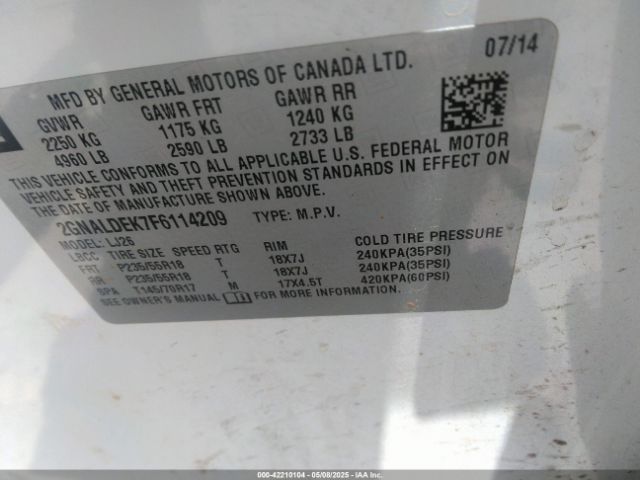 07/14
MFD BY GENERAL MOTORS OF CANADA LTD.
GVWR GAWR FRT GAWR RR
2250 KG 1175 KG 1240 KG
4960 LB 2590 LB 2733 LB
THIS VEHICLE CONFORMS TO ALL APPLICABLE U.S. FEDERAL MOTOR
VEHICLE SAFETY AND THEFT PREVENTION STANDARDS IN EFFECT ON
THE DATE OF MANUFACTURE SHOWN ABOVE.
2GNALDEK7F6114209 TYPE: M.P.V.
MODEL: LJ26
LBCC TIRE SIZE SPEED RTG RIM COLD TIRE PRESSURE
FRT P235/55R18 T 18X7J 240KPA(35PSI)
RR P235/55R18 T 18X7J 240KPA(35PSI)
SPA T145/70R17 M 17X4.5T 420KPA(60PSI)
SEE OWNER'S MANUAL FOR MORE INFORMATION.
000-42210104 - 05/08/2025 - IAA Inc.